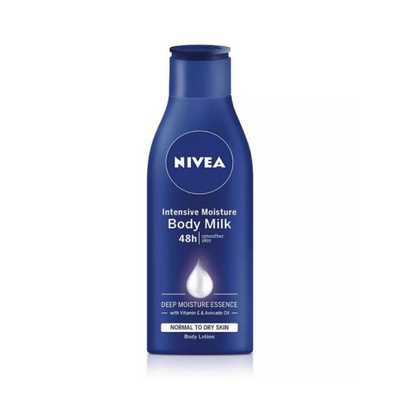 NIVEA
Intensive Moisture
Body Milk
48h smoother
skin
DEEP MOISTURE ESSENCE
with Vitamin E & Avocado Oil
NORMAL TO DRY SKIN
Body Lotion